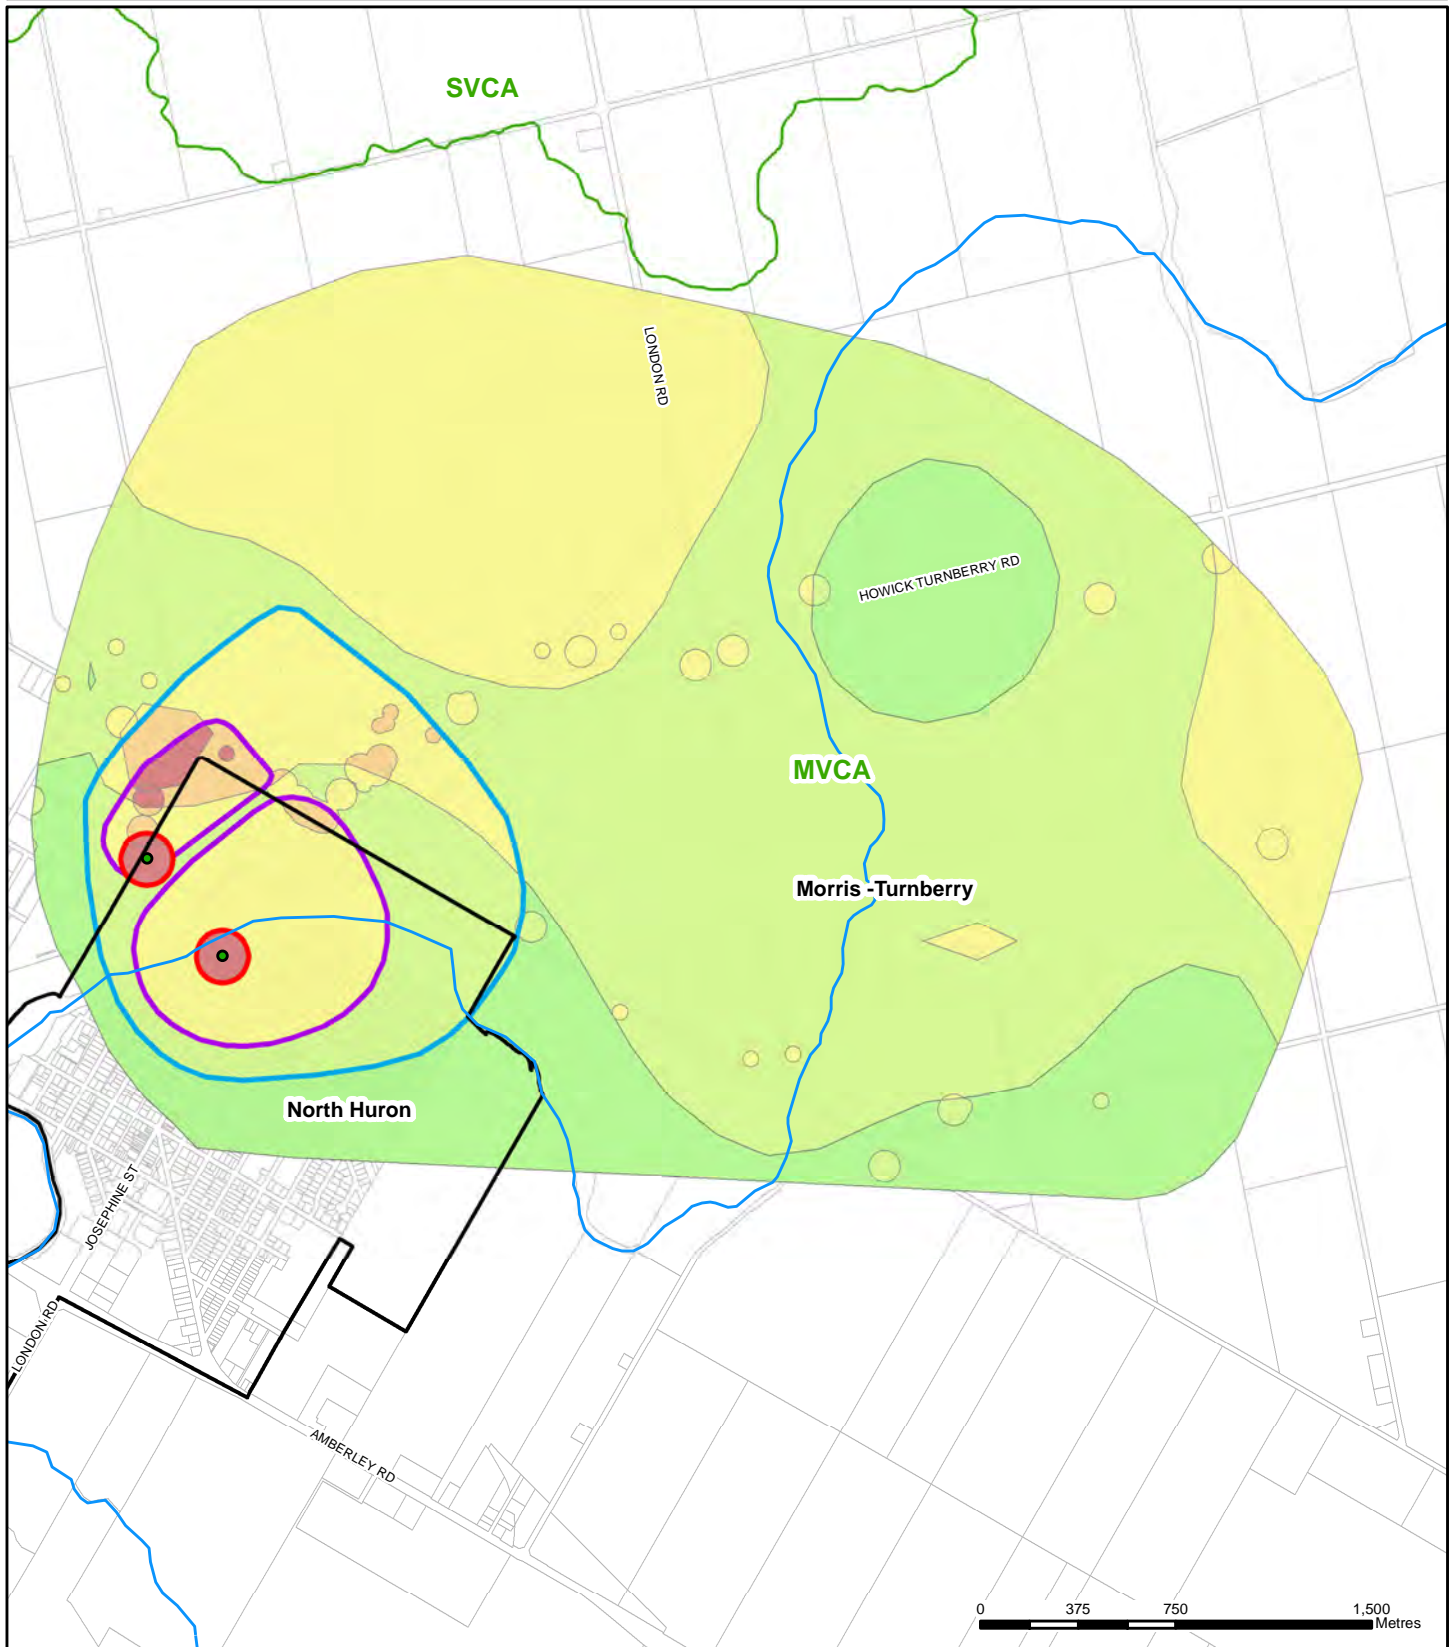 SVCA
LONDON RD
HOWICK TURNBERRY RD
MVCA
Morris -Turnberry
North Huron
JOSEPHINE ST
LONDON RD
AMBERLEY RD
0 375 750 1,500
Metres